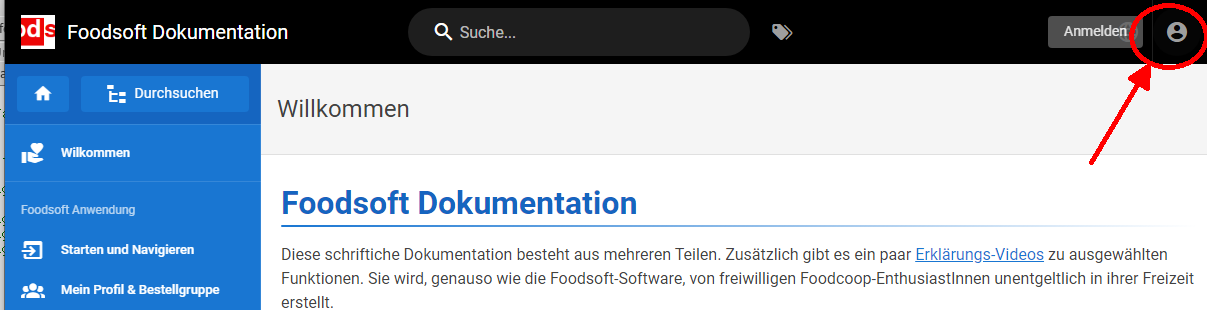 ods
Foodsoft Dokumentation
Suche...
Anmelden
Durchsuchen
Willkommen
Wilkommen
Foodsoft Anwendung
Starten und Navigieren
Mein Profil & Bestellgruppe
Foodsoft Dokumentation
Diese schriftiche Dokumentation besteht aus mehreren Teilen. Zusätzlich gibt es ein paar Erklärungs-Videos zu ausgewählten
Funktionen. Sie wird, genauso wie die Foodsoft-Software, von freiwilligen Foodcoop-EnthusiastInnen unentgeltlich in ihrer Freizeit
erstellt.